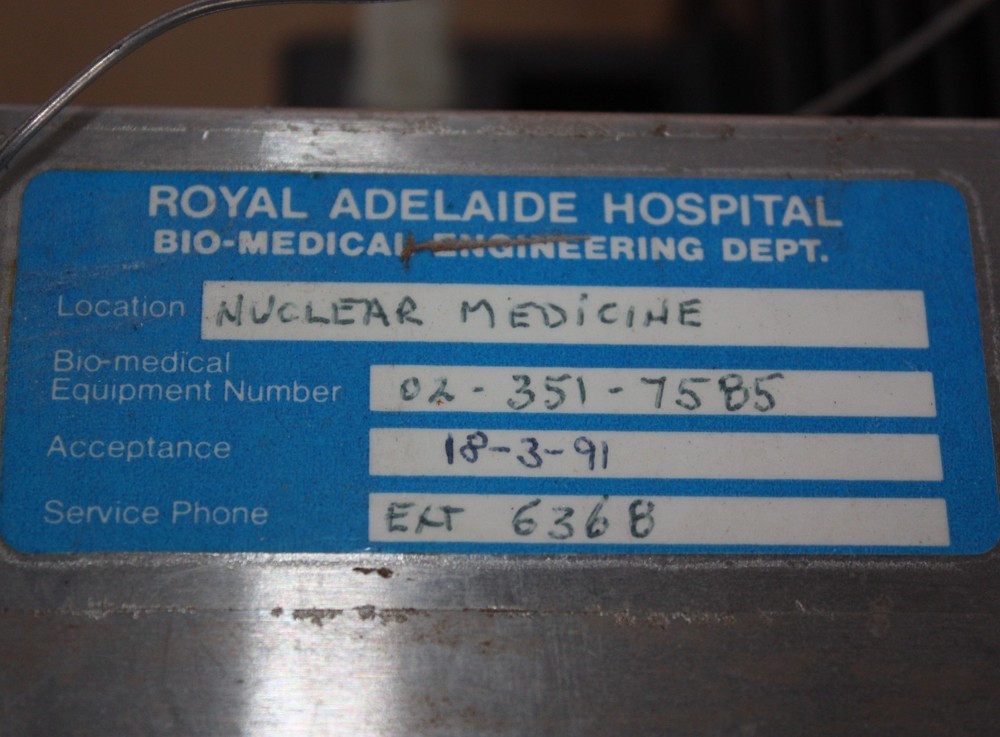 ROYAL ADELAIDE HOSPITAL
BIO-MEDICAL ENGINEERING DEPT.
Location NUCLEAR MEDICINE
Bio-medical
Equipment Number 02-351-7585
Acceptance 18-3-91
Service Phone EXT 6368